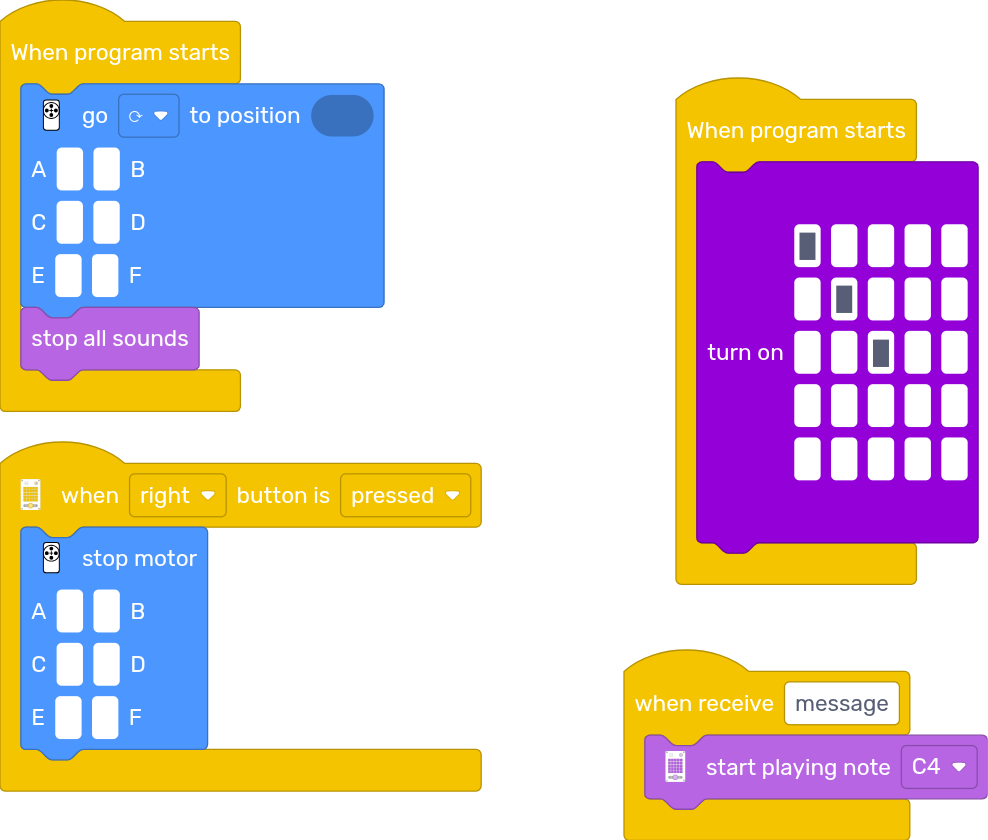 When program starts
go to position
A B
C D
E F
stop all sounds
when right button is pressed
stop motor
A B
C D
E F
When program starts
turn on
when receive message
start playing note C4